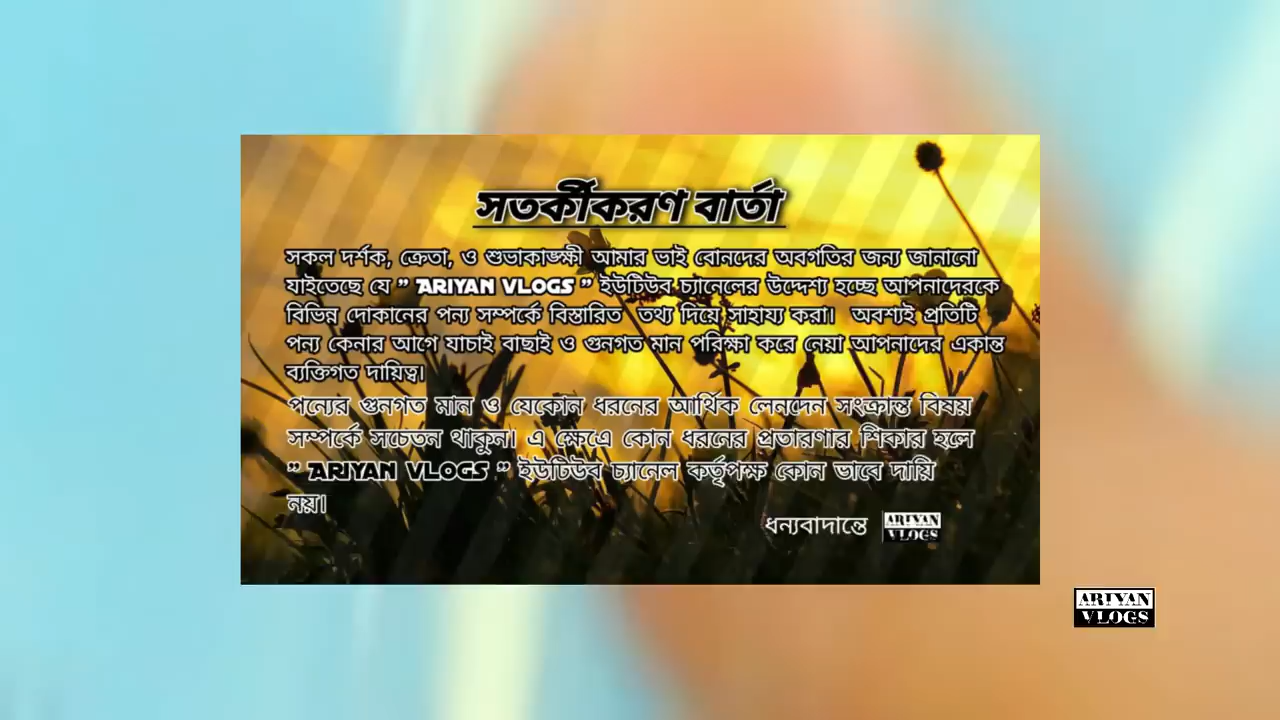 সতর্কীকরণ বার্তা
সকল দর্শক, ক্রেতা, ও শুভাকাঙ্ক্ষী আমার ভাই বোনদের অবগতির জন্য জানানো
যাইতেছে যে ” ARIYAN VLOGS ” ইউটিউব চ্যানেলের উদ্দেশ্য হচ্ছে আপনাদেরকে
বিভিন্ন দোকানের পন্য সম্পর্কে বিস্তারিত তথ্য দিয়ে সাহায্য করা। অবশ্যই প্রতিটি
পন্য কেনার আগে যাচাই বাছাই ও গুনগত মান পরিক্ষা করে নেয়া আপনাদের একান্ত
ব্যক্তিগত দায়িত্ব।
পন্যের গুনগত মান ও যেকোন ধরনের আর্থিক লেনদেন সংক্রান্ত বিষয়
সম্পর্কে সচেতন থাকুন। এ ক্ষেএে কোন ধরনের প্রতারণার শিকার হলে
” ARIYAN VLOGS ” ইউটিউব চ্যানেল কর্তৃপক্ষ কোন ভাবে দায়ি
নয়।
ধন্যবাদান্তে ARIYAN
VLOGS
ARIYAN
VLOGS